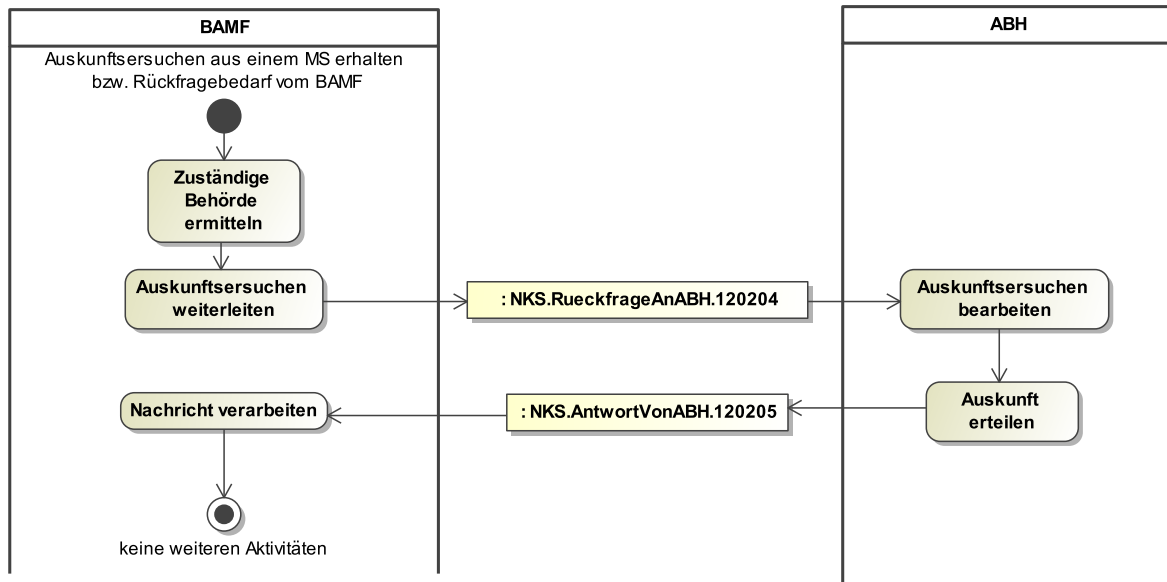 BAMF
ABH
Auskunftsersuchen aus einem MS erhalten
bzw. Rückfragebedarf vom BAMF
Zuständige
Behörde
ermitteln
Auskunftsersuchen
weiterleiten
: NKS.RueckfrageAnABH.120204
Auskunftsersuchen
bearbeiten
Auskunft
erteilen
: NKS.AntwortVonABH.120205
Nachricht verarbeiten
keine weiteren Aktivitäten